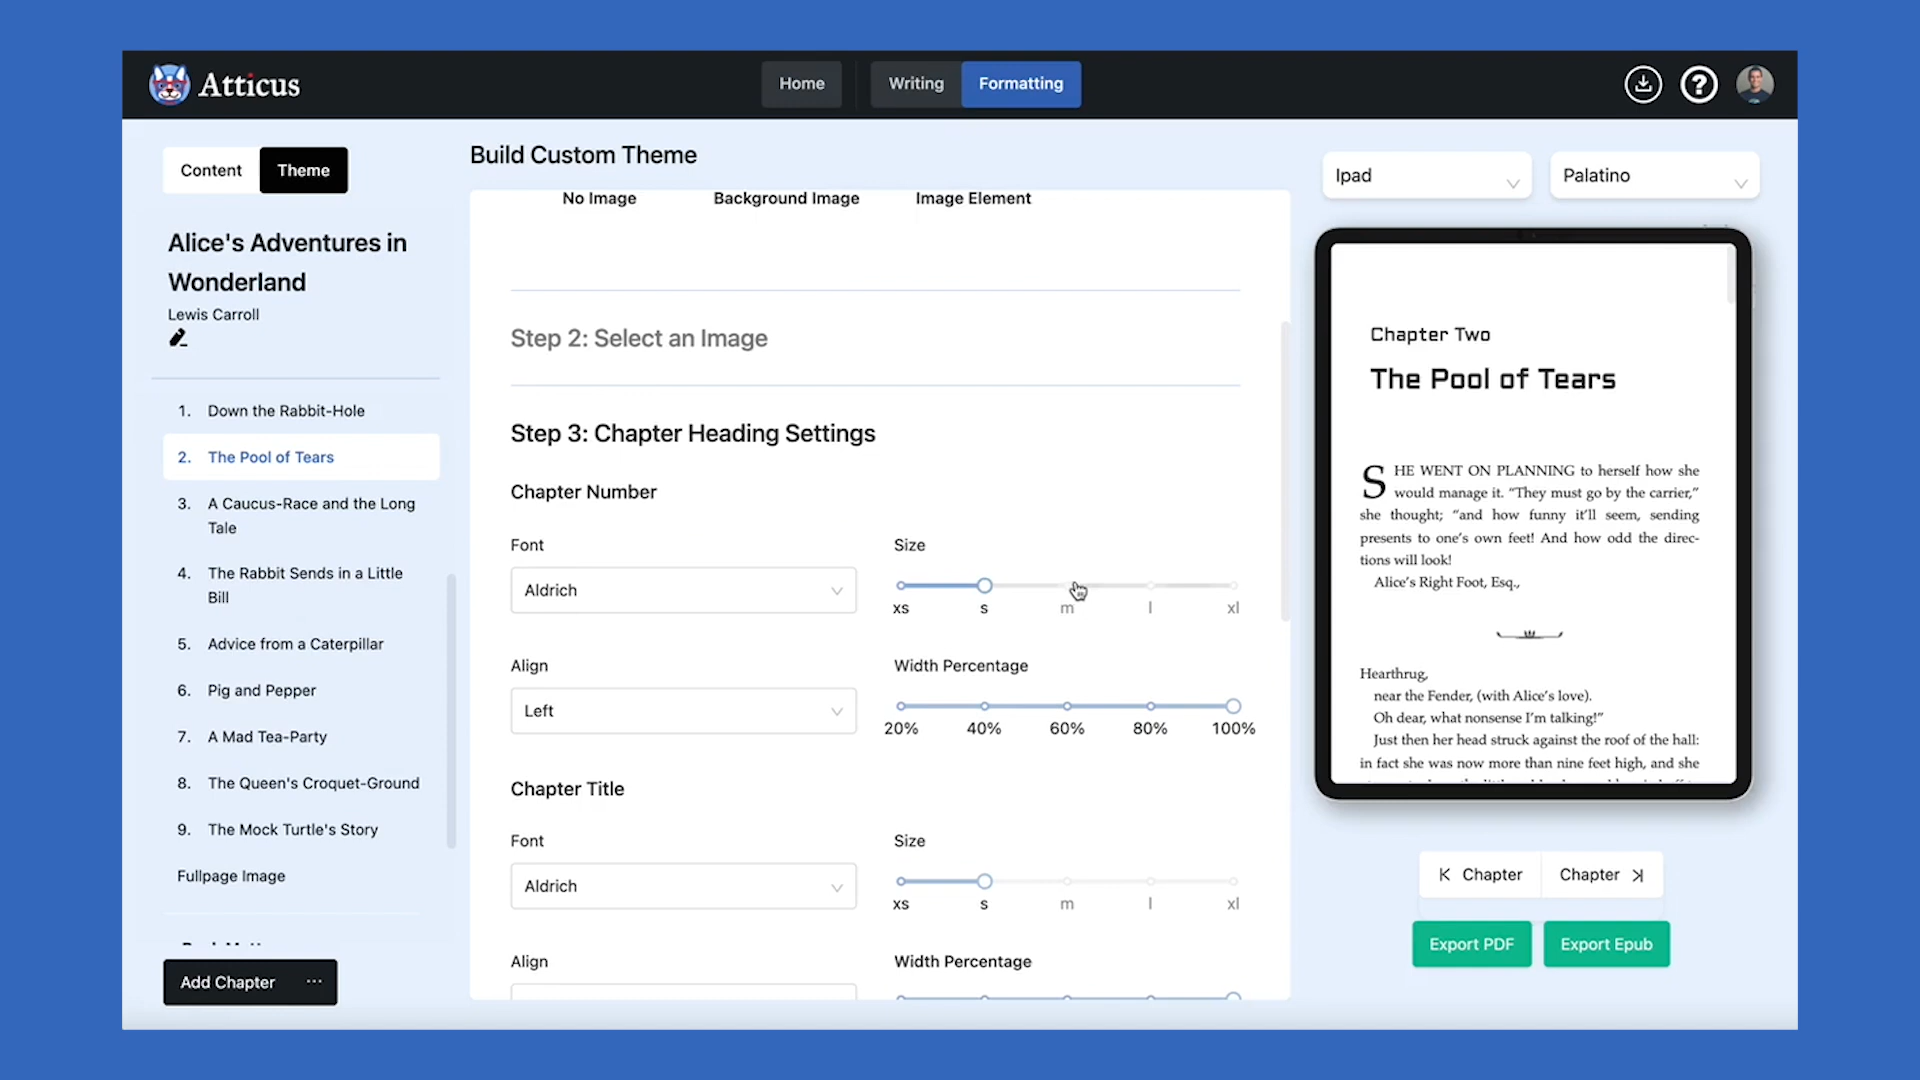 Atticus
Home
Writing
Formatting
?
Content
Theme
Alice's Adventures in
Wonderland
Lewis Carroll
1. Down the Rabbit-Hole
2. The Pool of Tears
3. A Caucus-Race and the Long
Tale
4. The Rabbit Sends in a Little
Bill
5. Advice from a Caterpillar
6. Pig and Pepper
7. A Mad Tea-Party
8. The Queen's Croquet-Ground
9. The Mock Turtle's Story
Fullpage Image
Add Chapter ...
Build Custom Theme
No Image
Background Image
Image Element
Step 2: Select an Image
Step 3: Chapter Heading Settings
Chapter Number
Font
Size
Aldrich
xs s m l xl
Align
Width Percentage
Left
20% 40% 60% 80% 100%
Chapter Title
Font
Size
Aldrich
xs s m l xl
Align
Width Percentage
Ipad
Palatino
Chapter Two
The Pool of Tears
SHE WENT ON PLANNING to herself how she
would manage it. “They must go by the carrier,”
she thought; “and how funny it’ll seem, sending
presents to one’s own feet! And how odd the direc-
tions will look!
Alice’s Right Foot, Esq.,
Hearthrug,
near the Fender, (with Alice’s love).
Oh dear, what nonsense I’m talking!”
Just then her head struck against the roof of the hall:
in fact she was now more than nine feet high, and she
Chapter
Chapter
Export PDF
Export Epub